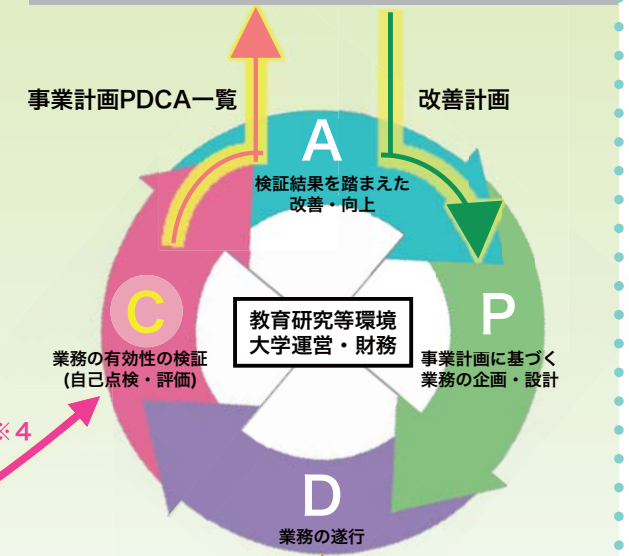 事業計画PDCA一覧
改善計画
A
検証結果を踏まえた
改善・向上
C
業務の有効性の検証
(自己点検・評価)
教育研究等環境
大学運営・財務
P
事業計画に基づく
業務の企画・設計
※4
D
業務の遂行